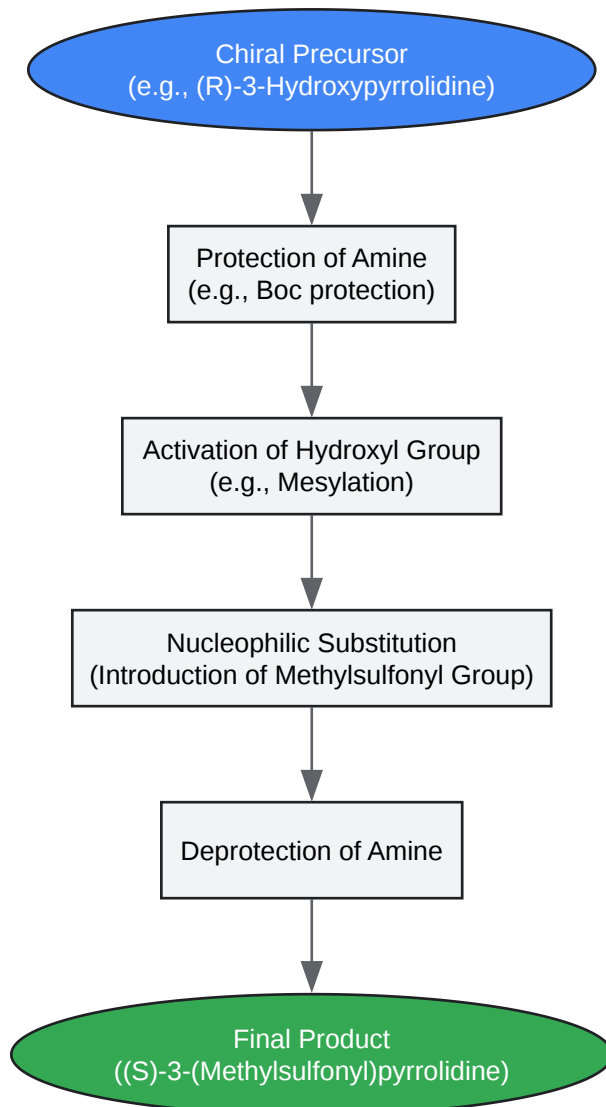 Chiral Precursor
(e.g., (R)-3-Hydroxypyrrolidine)
Protection of Amine
(e.g., Boc protection)
Activation of Hydroxyl Group
(e.g., Mesylation)
Nucleophilic Substitution
(Introduction of Methylsulfonyl Group)
Deprotection of Amine
Final Product
((S)-3-(Methylsulfonyl)pyrrolidine)